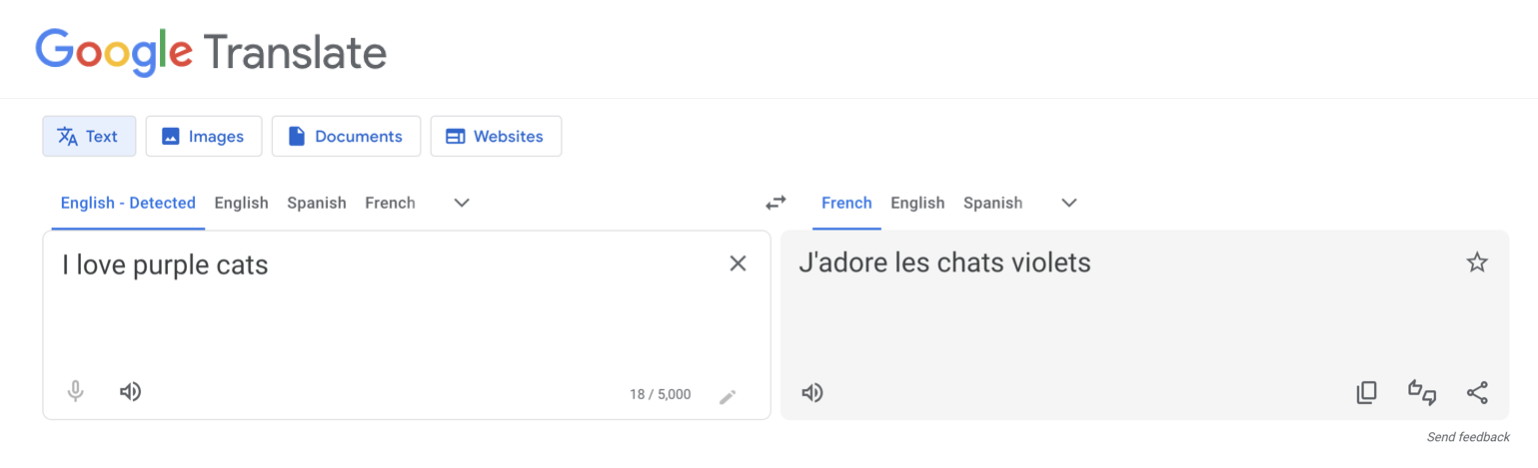 Google Translate
Text Images Documents Websites
English - Detected English Spanish French French English Spanish
I love purple cats
J'adore les chats violets
18 / 5,000
Send feedback